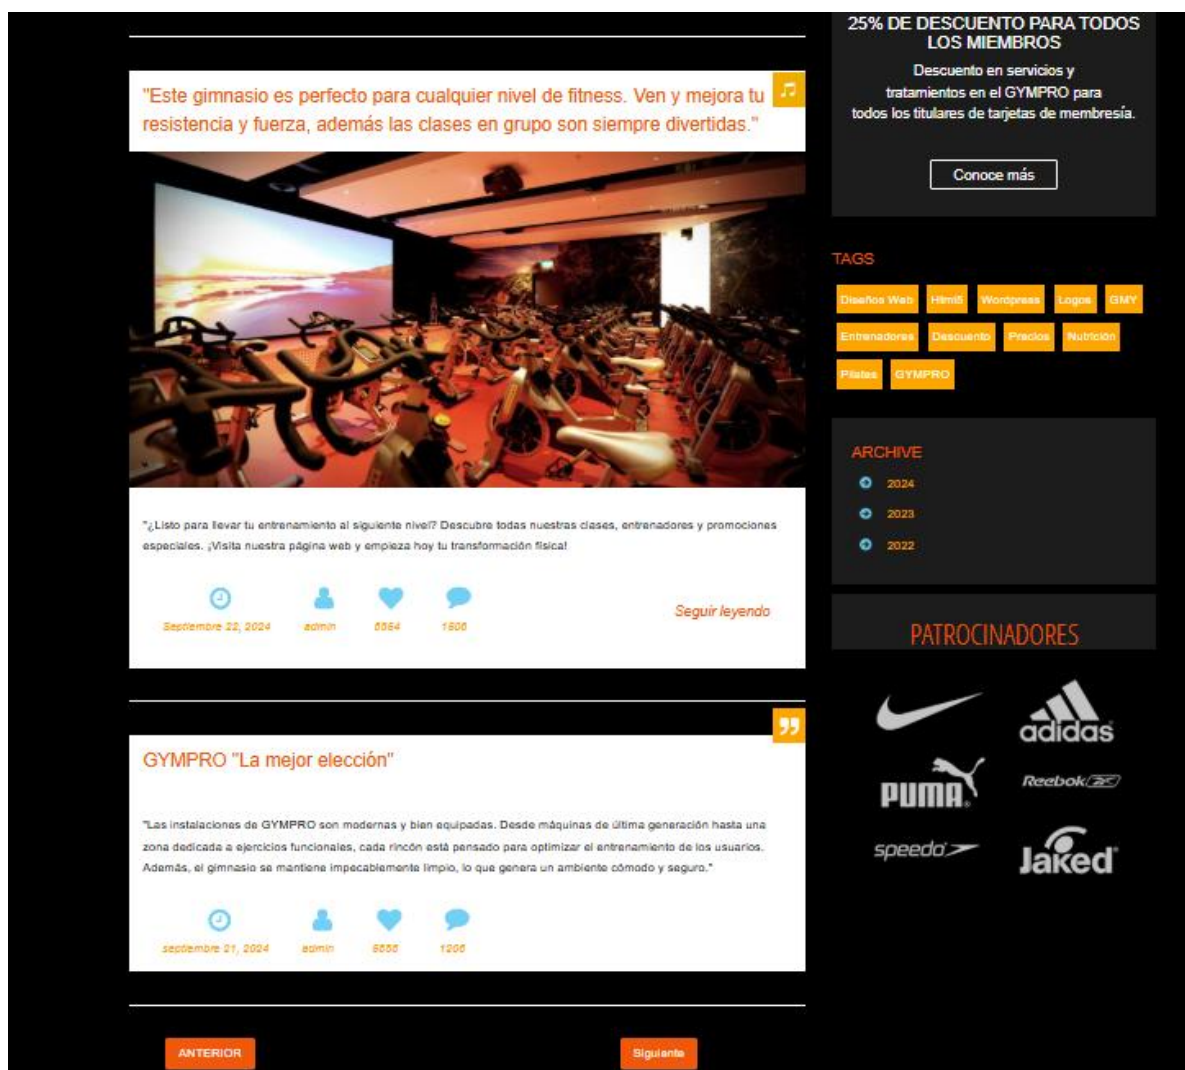 "Este gimnasio es perfecto para cualquier nivel de fitness. Ven y mejora tu
resistencia y fuerza, además las clases en grupo son siempre divertidas."
"¿Listo para llevar tu entrenamiento al siguiente nivel? Descubre todas nuestras clases, entrenadores y promociones
especiales. ¡Visita nuestra página web y empieza hoy tu transformación física!
Septiembre 22, 2024
admin
1506
Seguir leyendo
GYMPRO "La mejor elección"
"Las instalaciones de GYMPRO son modernas y bien equipadas. Desde máquinas de última generación hasta una
zona dedicada a ejercicios funcionales, cada rincón está pensado para optimizar el entrenamiento de los usuarios.
Además, el gimnasio se mantiene impecablemente limpio, lo que genera un ambiente cómodo y seguro."
septiembre 21, 2024
admin
1206
ANTERIOR
Siguiente
25% DE DESCUENTO PARA TODOS
LOS MIEMBROS
Descuento en servicios y
tratamientos en el GYMPRO para
todos los titulares de tarjetas de membresía.
Conoce más
TAGS
Diseños Web Html5 Wordpress Logos GMY
Entrenadores Descuento Precios Nutrición
Pilates GYMPRO
ARCHIVE
2024
2023
2022
PATROCINADORES
adidas
PUMA
Reebok
speedo
Jaked